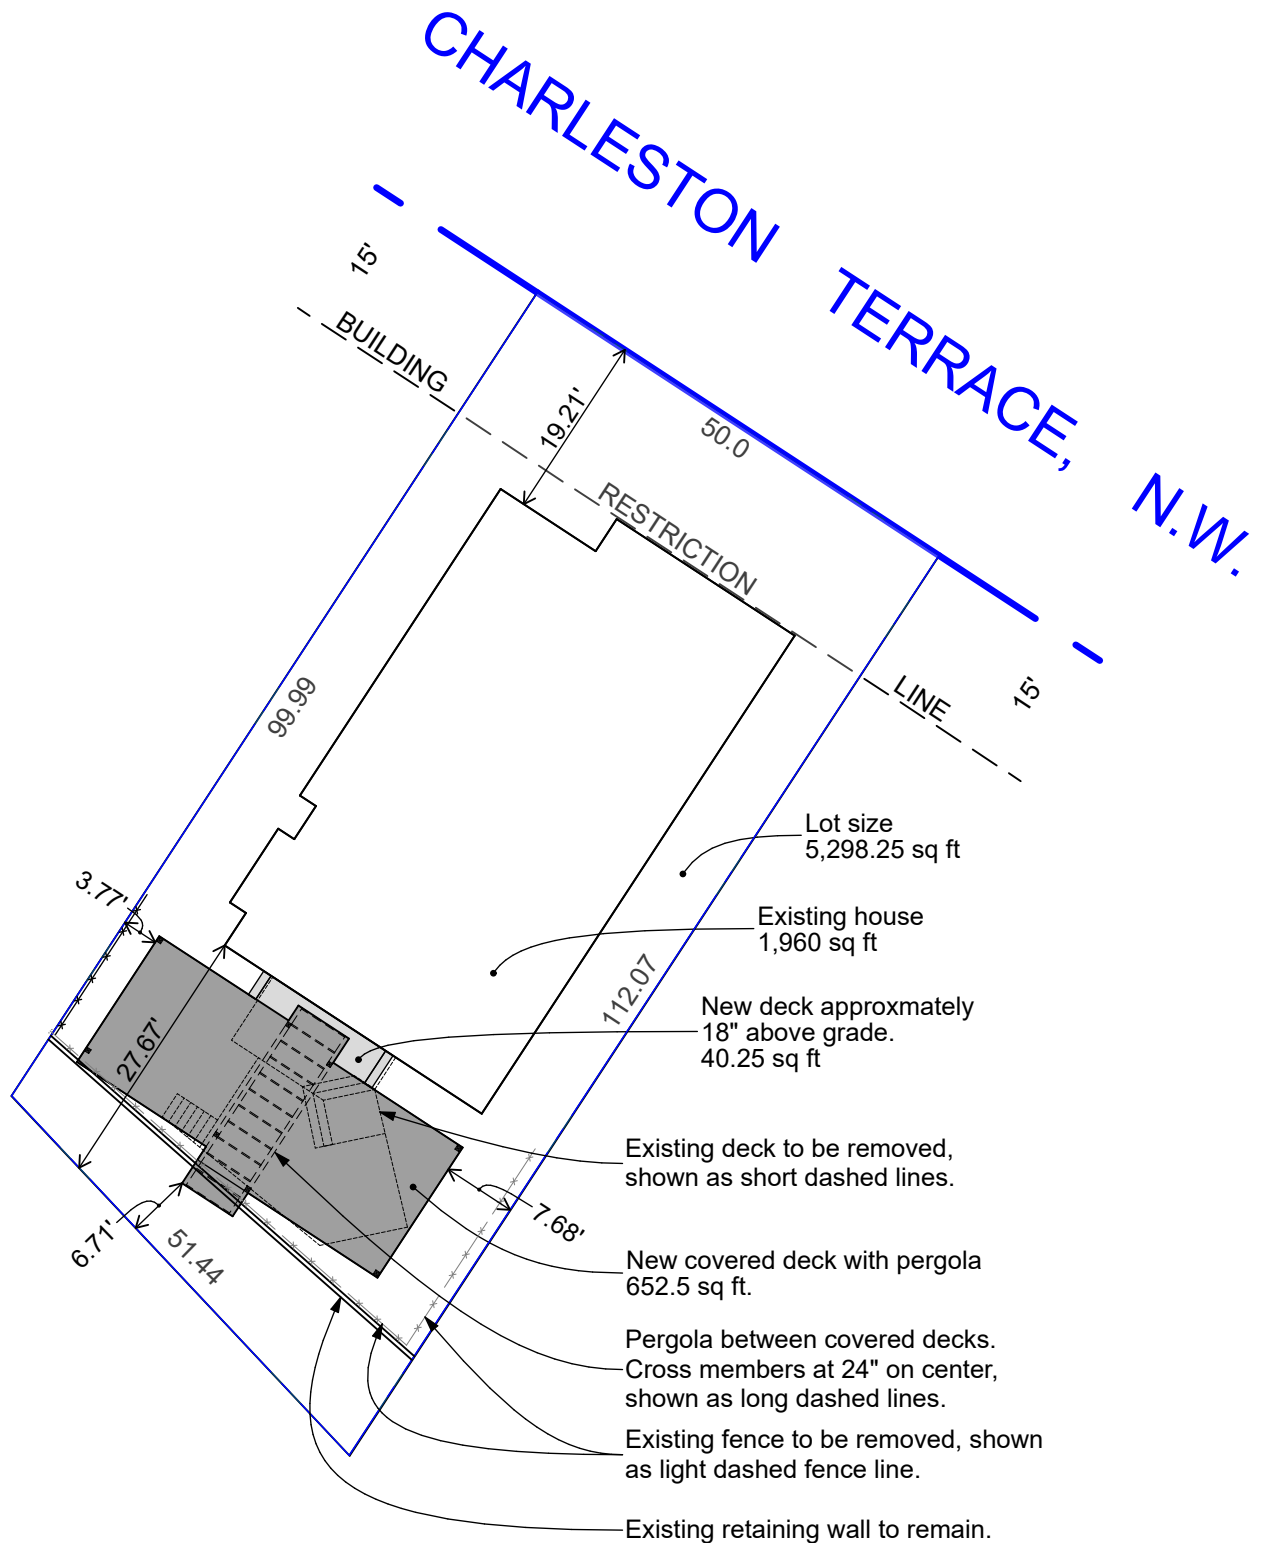 CHARLESTON TERRACE, N.W.
15'
BUILDING RESTRICTION LINE
15'
19.21'
50.0
99.99
Lot size
5,298.25 sq ft
3.77'
Existing house
1,960 sq ft
112.07
New deck approxmately
18" above grade.
40.25 sq ft
27.67'
Existing deck to be removed,
shown as short dashed lines.
6.71'
51.44
7.68'
New covered deck with pergola
652.5 sq ft.
Pergola between covered decks.
Cross members at 24" on center,
shown as long dashed lines.
Existing fence to be removed, shown
as light dashed fence line.
Existing retaining wall to remain.